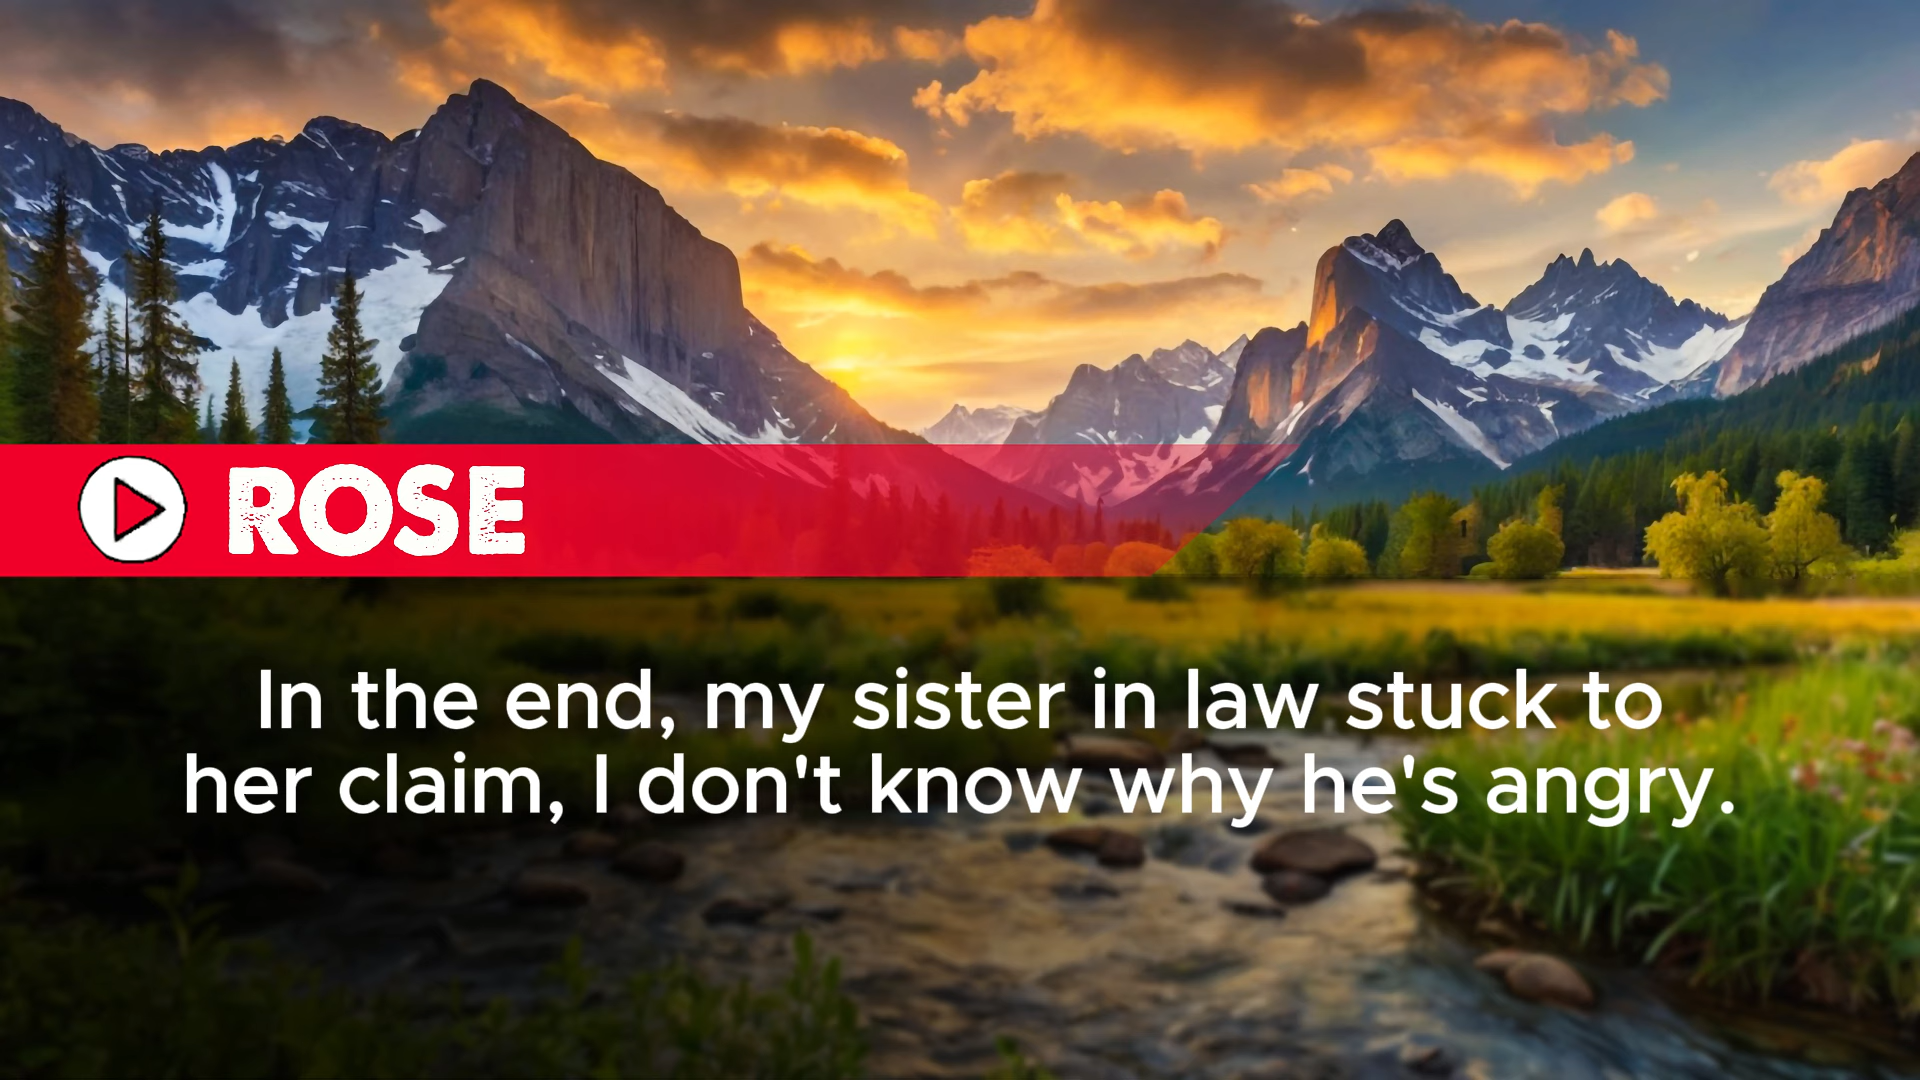 ROSE
In the end, my sister in law stuck to
her claim, I don't know why he's angry.